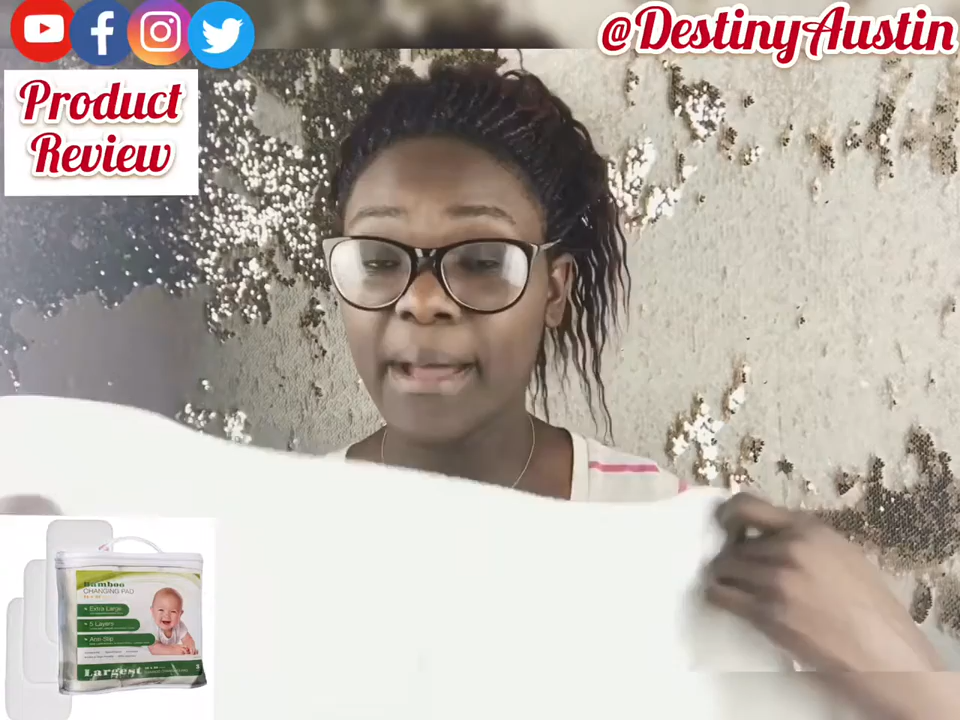 @DestinyAustin
Product
Review
Bamboo
CHANGING PAD
Extra Large
5 Layers
Anti-Slip
Largest